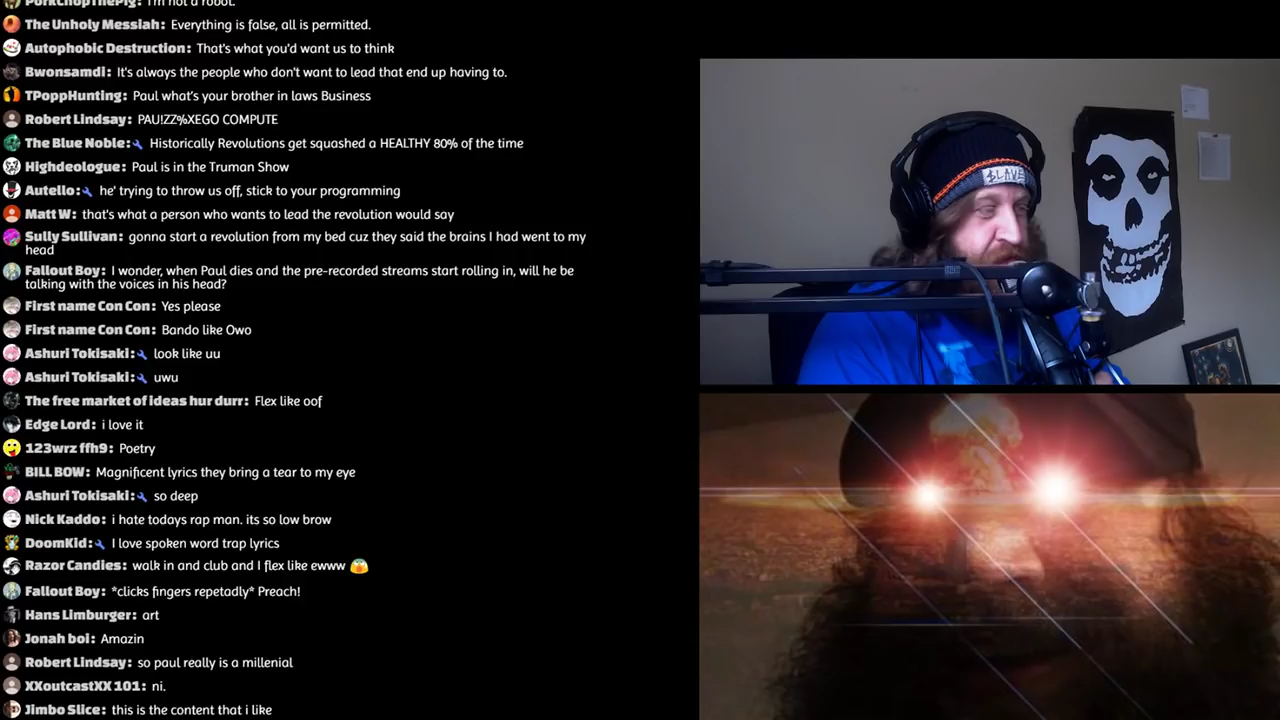 PorkChopThePig: I'm not a robot.
The Unholy Messiah: Everything is false, all is permitted.
Autophobic Destruction: That's what you'd want us to think
Bwonsamdi: It's always the people who don't want to lead that end up having to.
TPoppHunting: Paul what's your brother in laws Business
Robert Lindsay: PAU!ZZ%XEGO COMPUTE
The Blue Noble: Historically Revolutions get squashed a HEALTHY 80% of the time
Highdeologue: Paul is in the Truman Show
Autello: he' trying to throw us off, stick to your programming
Matt W: that's what a person who wants to lead the revolution would say
Sully Sullivan: gonna start a revolution from my bed cuz they said the brains I had went to my
head
Fallout Boy: I wonder, when Paul dies and the pre-recorded streams start rolling in, will he be
talking with the voices in his head?
First name Con Con: Yes please
First name Con Con: Bando like Owo
Ashuri Tokisaki: look like uu
Ashuri Tokisaki: uwu
The free market of ideas hur durr: Flex like oof
Edge Lord: i love it
123wrz ffh9: Poetry
BILL BOW: Magnificent lyrics they bring a tear to my eye
Ashuri Tokisaki: so deep
Nick Kaddo: i hate todays rap man. its so low brow
DoomKid: I love spoken word trap lyrics
Razor Candies: walk in and club and I flex like ewww 😱
Fallout Boy: *clicks fingers repetadly* Preach!
Hans Limburger: art
Jonah boi: Amazin
Robert Lindsay: so paul really is a millenial
XXoutcastXX 101: ni.
Jimbo Slice: this is the content that i like
$LAVES